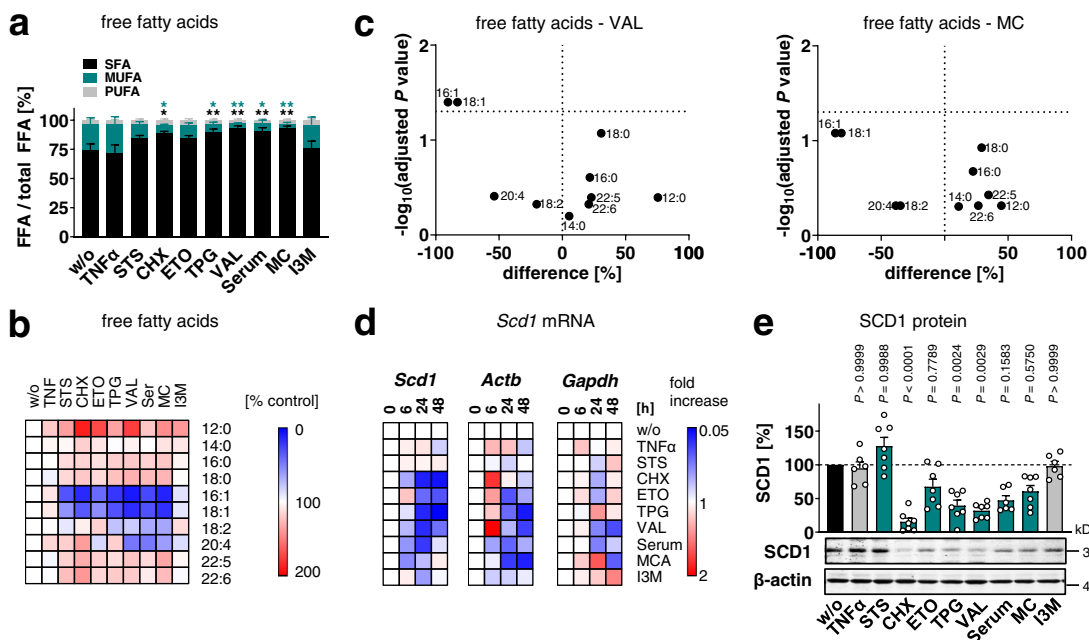 a
free fatty acids
SFA
MUFA
PUFA
FFA / total FFA [%]
100
75
50
25
0
* ** ** * **
* ** ** ** **
w/o TNFα STS CHX ETO TPG VAL Serum MC I3M
c
free fatty acids - VAL
-log10(adjusted P value)
2
1
0
16:1
18:1
18:0
16:0
20:4
18:2
22:5
22:6
14:0
12:0
-100 -50 0 50 100
difference [%]
free fatty acids - MC
-log10(adjusted P value)
2
1
0
16:1
18:1
18:0
16:0
14:0
22:5
20:4
18:2
22:6
12:0
-100 -50 0 50 100
difference [%]
b
free fatty acids
w/o TNF STS CHX ETO TPG VAL Ser MC I3M
12:0
14:0
16:0
18:0
16:1
18:1
18:2
20:4
22:5
22:6
[% control]
0
100
200
d
Scd1 mRNA
Scd1 Actb Gapdh
0 6 24 48 0 6 24 48 0 6 24 48 [h]
w/o
TNFα
STS
CHX
ETO
TPG
VAL
Serum
MCA
I3M
fold
increase
0.05
1
2
e
SCD1 protein
P > 0.9999
P = 0.9988
P < 0.0001
P = 0.7789
P = 0.0024
P = 0.0029
P = 0.1583
P = 0.5750
P > 0.9999
SCD1 [%]
150
100
50
0
kD
SCD1
3
β-actin
4
w/o TNFα STS CHX ETO TPG VAL Serum MC I3M